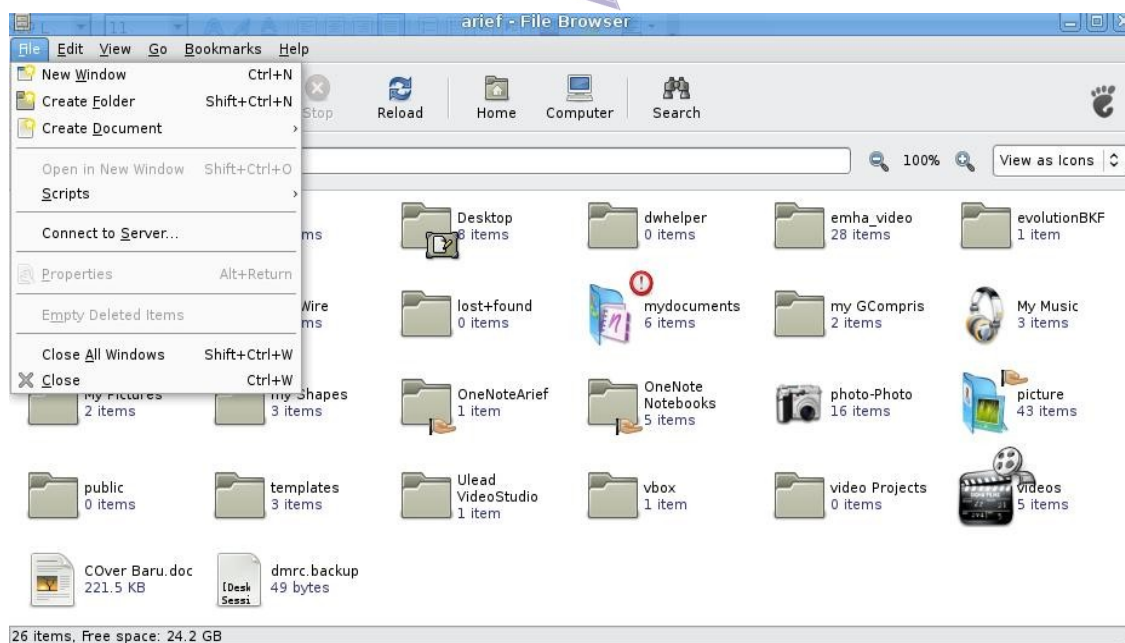 arief - File Browser
File Edit View Go Bookmarks Help
New Window Ctrl+N
Create Folder Shift+Ctrl+N
Create Document
Open in New Window Shift+Ctrl+O
Scripts
Connect to Server...
Properties Alt+Return
Empty Deleted Items
Close All Windows Shift+Ctrl+W
Close Ctrl+W
Stop Reload Home Computer Search
100% View as Icons
ms
Desktop
8 items
dwhelper
0 items
emha_video
28 items
evolutionBKF
1 item
Wire
ms
lost+found
0 items
mydocuments
6 items
my GCompris
2 items
My Music
3 items
My Pictures
2 items
my Shapes
3 items
OneNoteArief
1 item
OneNote
Notebooks
5 items
photo-Photo
16 items
picture
43 items
public
0 items
templates
3 items
Ulead
VideoStudio
1 item
vbox
1 item
video Projects
0 items
videos
5 items
COver Baru.doc
221.5 KB
[Desk
Sessi
dmrc.backup
49 bytes
26 items, Free space: 24.2 GB